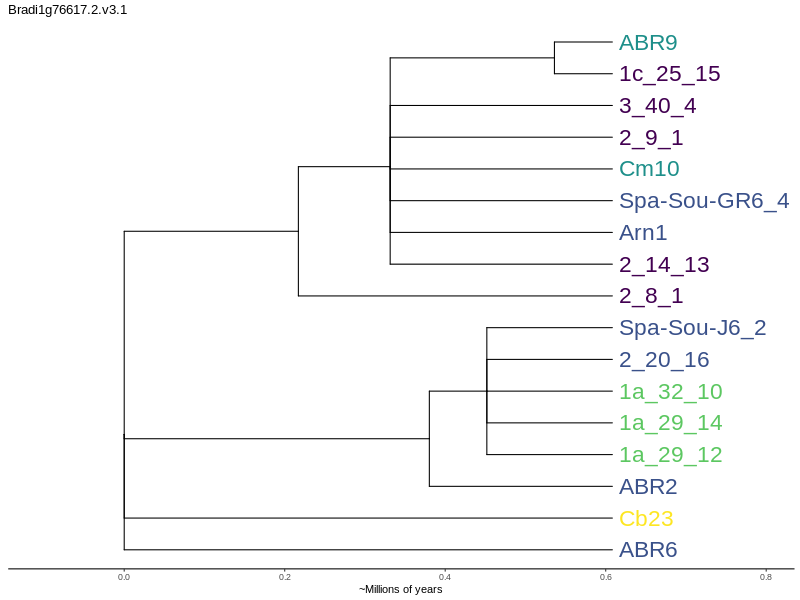 Bradi1g76617.2.v3.1
ABR9
1c_25_15
3_40_4
2_9_1
Cm10
Spa-Sou-GR6_4
Arn1
2_14_13
2_8_1
Spa-Sou-J6_2
2_20_16
1a_32_10
1a_29_14
1a_29_12
ABR2
Cb23
ABR6
0.0 0.2 0.4 0.6 0.8
~Millions of years